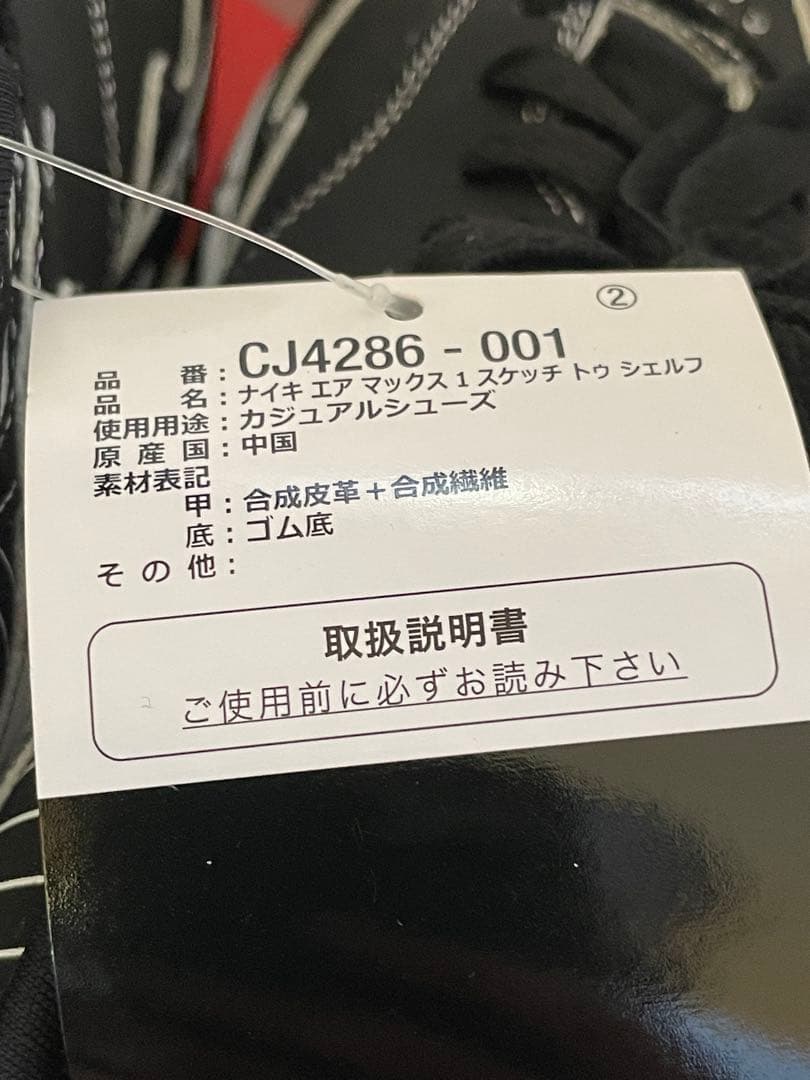 ②
品番：CJ4286 - 001
品名：ナイキ エア マックス 1 スケッチ トゥ シェルフ
使用用途：カジュアルシューズ
原産国：中国
素材表記
甲：合成皮革＋合成繊維
底：ゴム底
その他：
取扱説明書
ご使用前に必ずお読み下さい